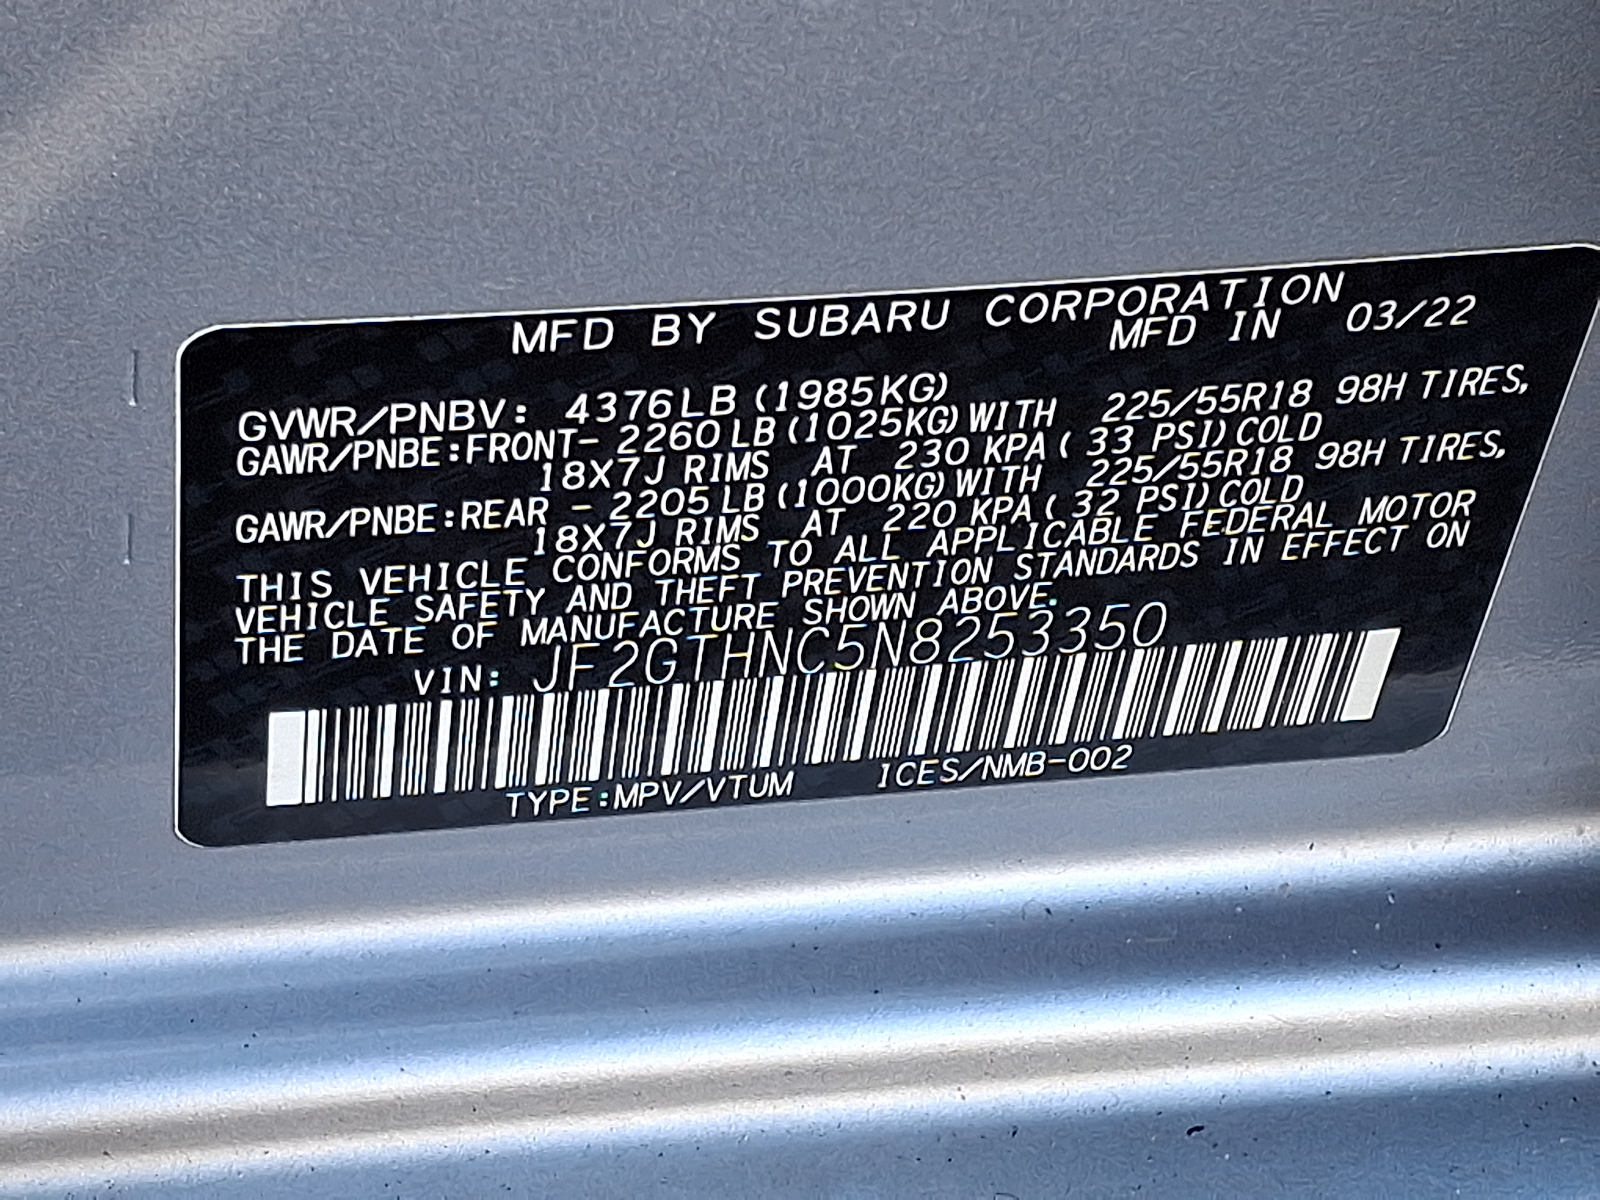 MFD BY SUBARU CORPORATION
MFD IN 03/22
GVWR/PNBV: 4376LB (1985KG)
GAWR/PNBE:FRONT- 2260 LB (1025KG) WITH 225/55R18 98H TIRES,
18X7J RIMS AT 230 KPA ( 33 PSI) COLD
GAWR/PNBE:REAR - 2205 LB (1000KG) WITH 225/55R18 98H TIRES,
18X7J RIMS AT 220 KPA ( 32 PSI) COLD
THIS VEHICLE CONFORMS TO ALL APPLICABLE FEDERAL MOTOR
VEHICLE SAFETY AND THEFT PREVENTION STANDARDS IN EFFECT ON
THE DATE OF MANUFACTURE SHOWN ABOVE.
VIN: JF2GTHNC5N8253350
TYPE:MPV/VTUM ICES/NMB-002